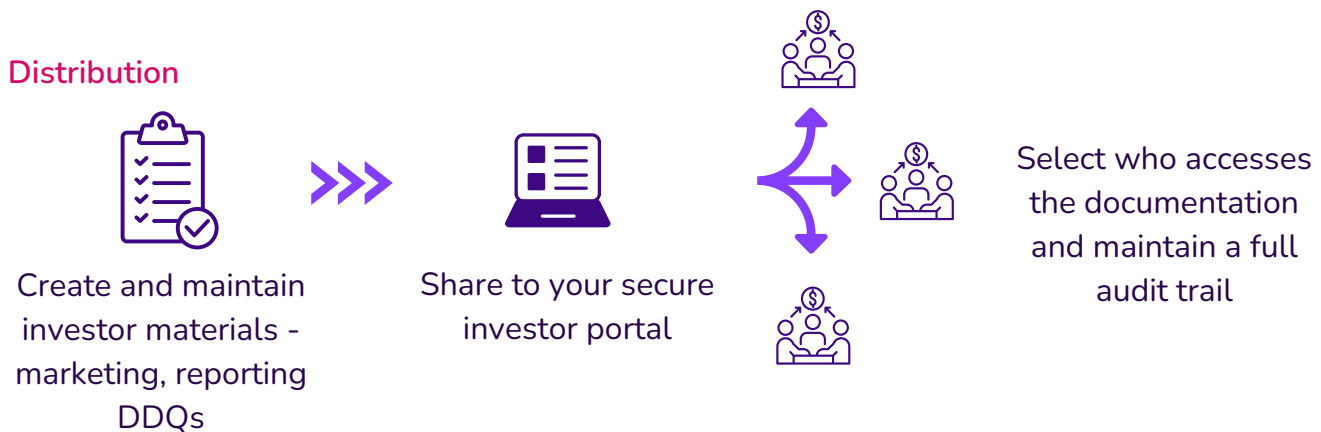 Distribution
Create and maintain
investor materials -
marketing, reporting
DDQs
Share to your secure
investor portal
$
$
$
Select who accesses
the documentation
and maintain a full
audit trail